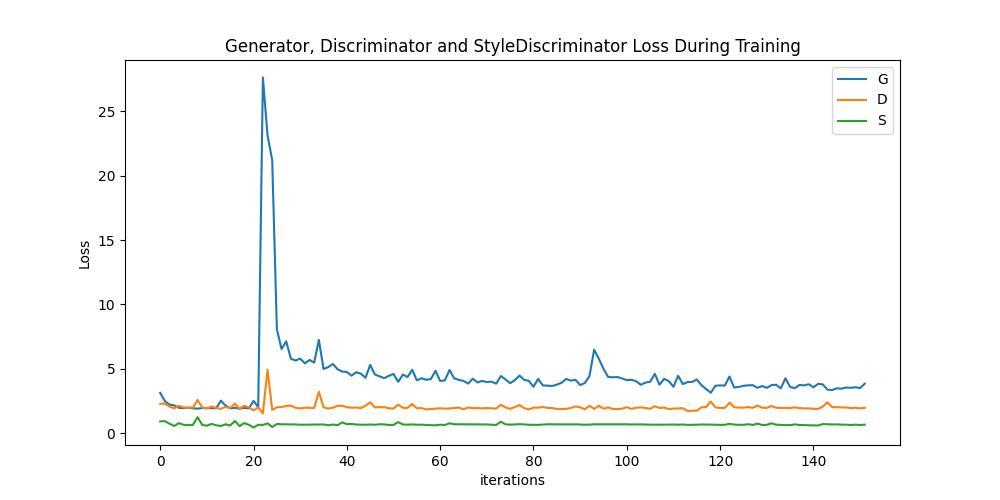 Generator, Discriminator and StyleDiscriminator Loss During Training
G
D
S
25
20
15
10
5
0
Loss
0 20 40 60 80 100 120 140
iterations